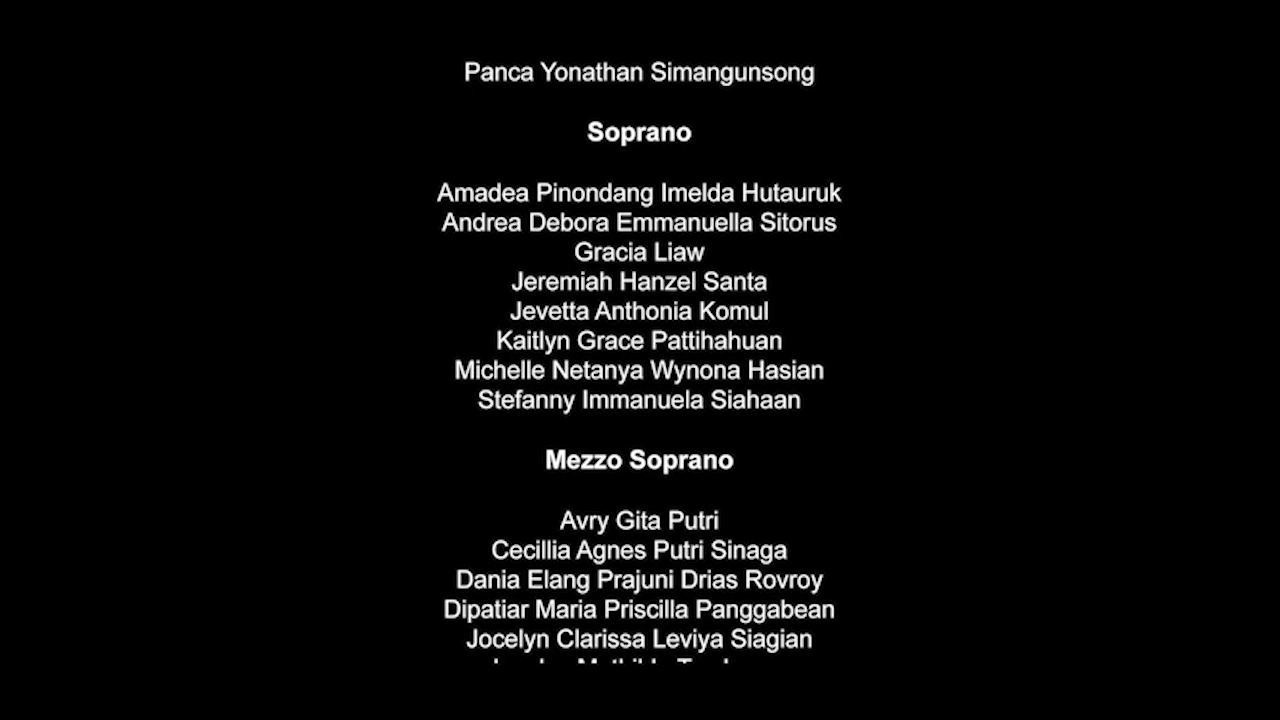 Panca Yonathan Simangunsong
Soprano
Amadea Pinondang Imelda Hutauruk
Andrea Debora Emmanuella Sitorus
Gracia Liaw
Jeremiah Hanzel Santa
Jevetta Anthonia Komul
Kaitlyn Grace Pattihahuan
Michelle Netanya Wynona Hasian
Stefanny Immanuela Siahaan
Mezzo Soprano
Avry Gita Putri
Cecillia Agnes Putri Sinaga
Dania Elang Prajuni Drias Rovroy
Dipatiar Maria Priscilla Panggabean
Jocelyn Clarissa Leviya Siagian